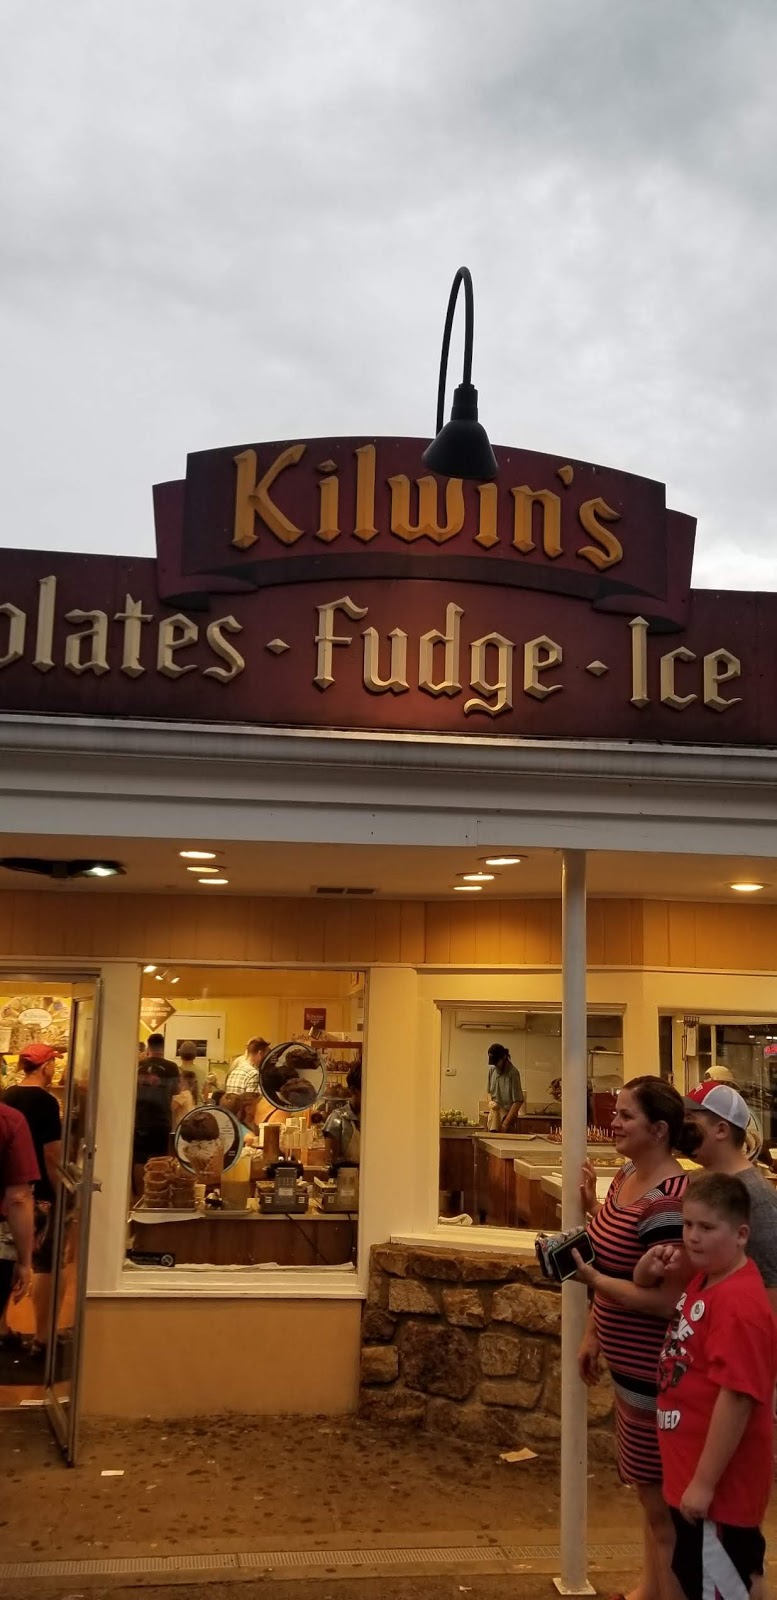 Kilwin's
olates · Fudge · Ice